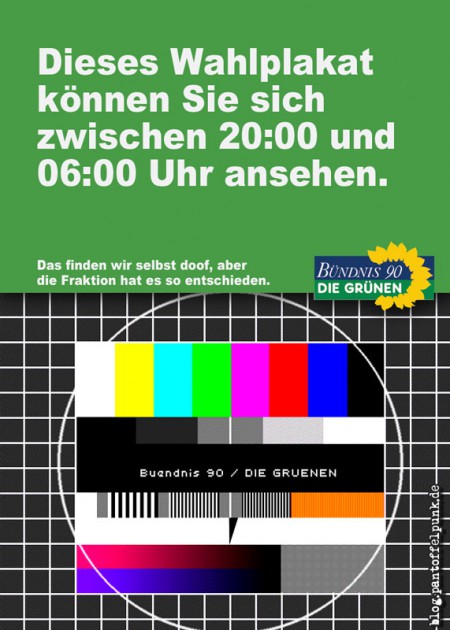 Dieses Wahlplakat
können Sie sich
zwischen 20:00 und
06:00 Uhr ansehen.
Das finden wir selbst doof, aber
die Fraktion hat es so entschieden.
BÜNDNIS 90
DIE GRÜNEN
Buendnis 90 / DIE GRUENEN
blog.pantoffelpunk.de